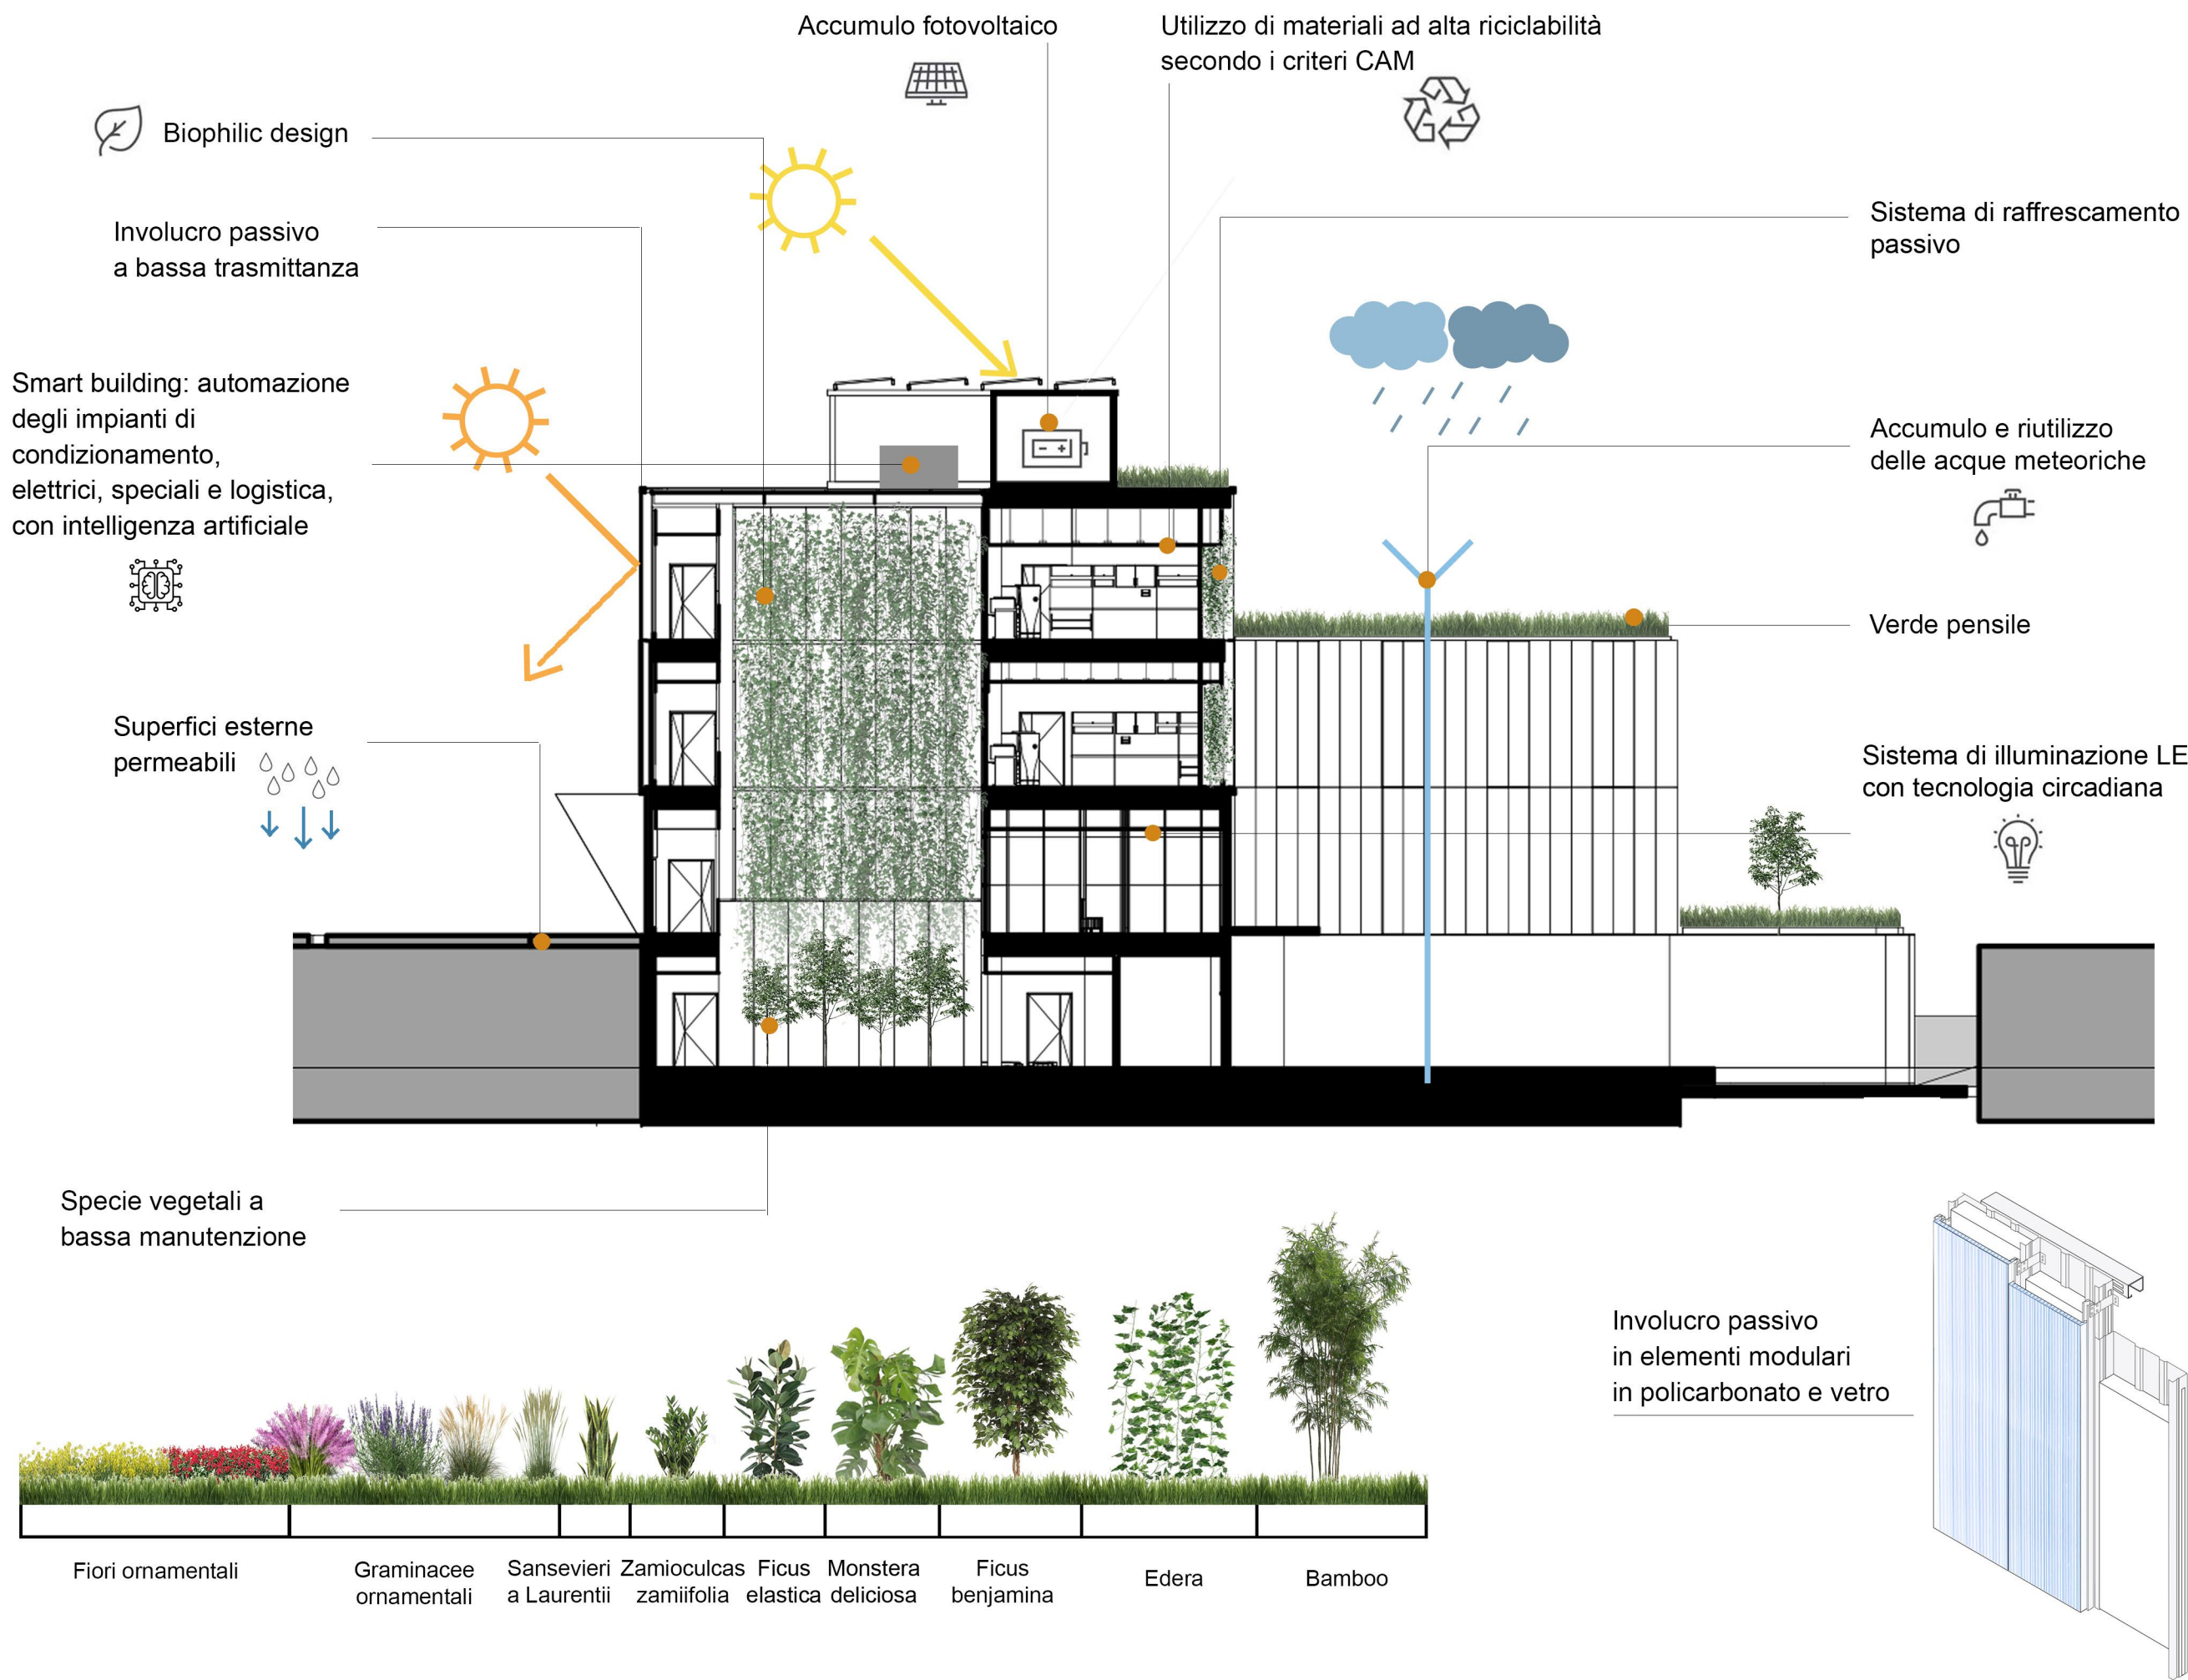 Accumulo fotovoltaico
Utilizzo di materiali ad alta riciclabilità
secondo i criteri CAM
Biophilic design
Involucro passivo
a bassa trasmittanza
Sistema di raffrescamento
passivo
Smart building: automazione
degli impianti di
condizionamento,
elettrici, speciali e logistica,
con intelligenza artificiale
Accumulo e riutilizzo
delle acque meteoriche
Verde pensile
Superfici esterne
permeabili
Sistema di illuminazione LE
con tecnologia circadiana
Specie vegetali a
bassa manutenzione
Involucro passivo
in elementi modulari
in policarbonato e vetro
Fiori ornamentali
Graminacee
ornamentali
Sansevieri
a Laurentii
Zamioculcas
zamiifolia
Ficus
elastica
Monstera
deliciosa
Ficus
benjamina
Edera
Bamboo